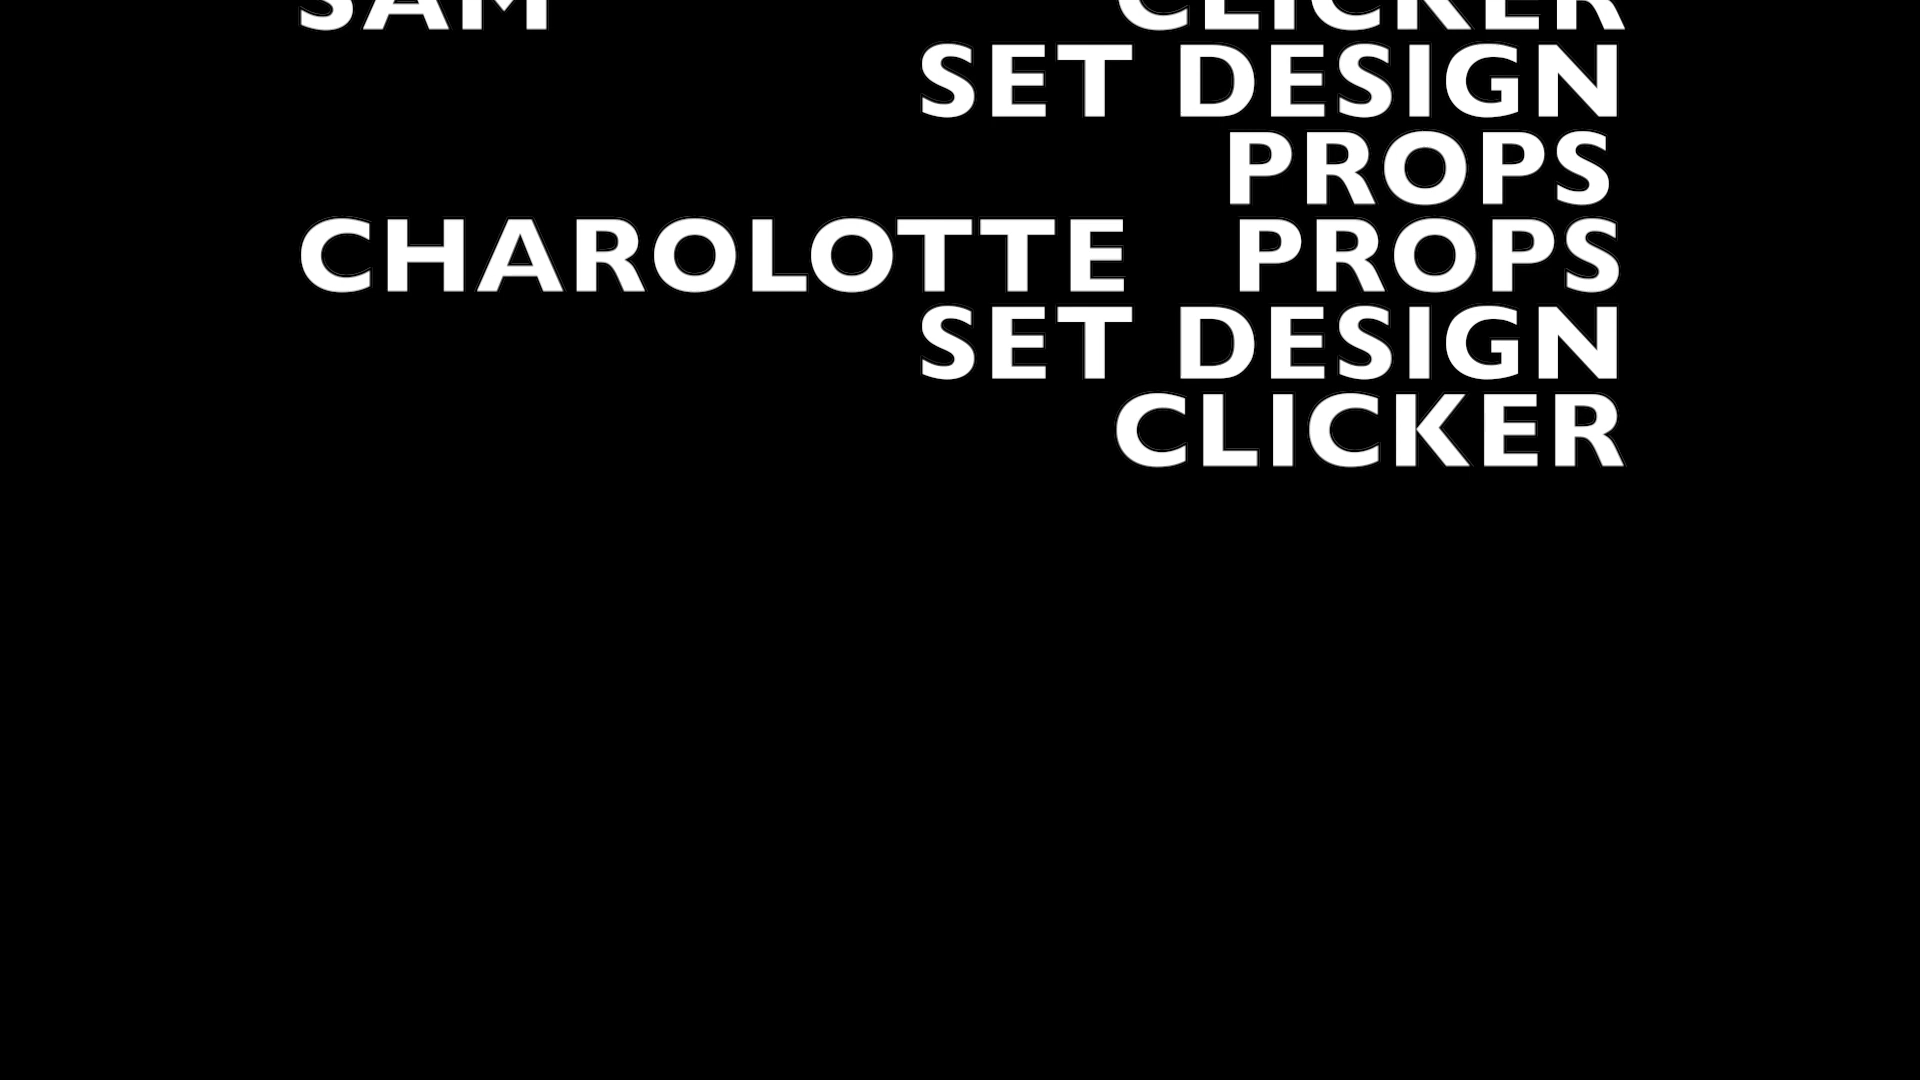 SAM CLICKER
SET DESIGN
PROPS
CHAROLOTTE PROPS
SET DESIGN
CLICKER